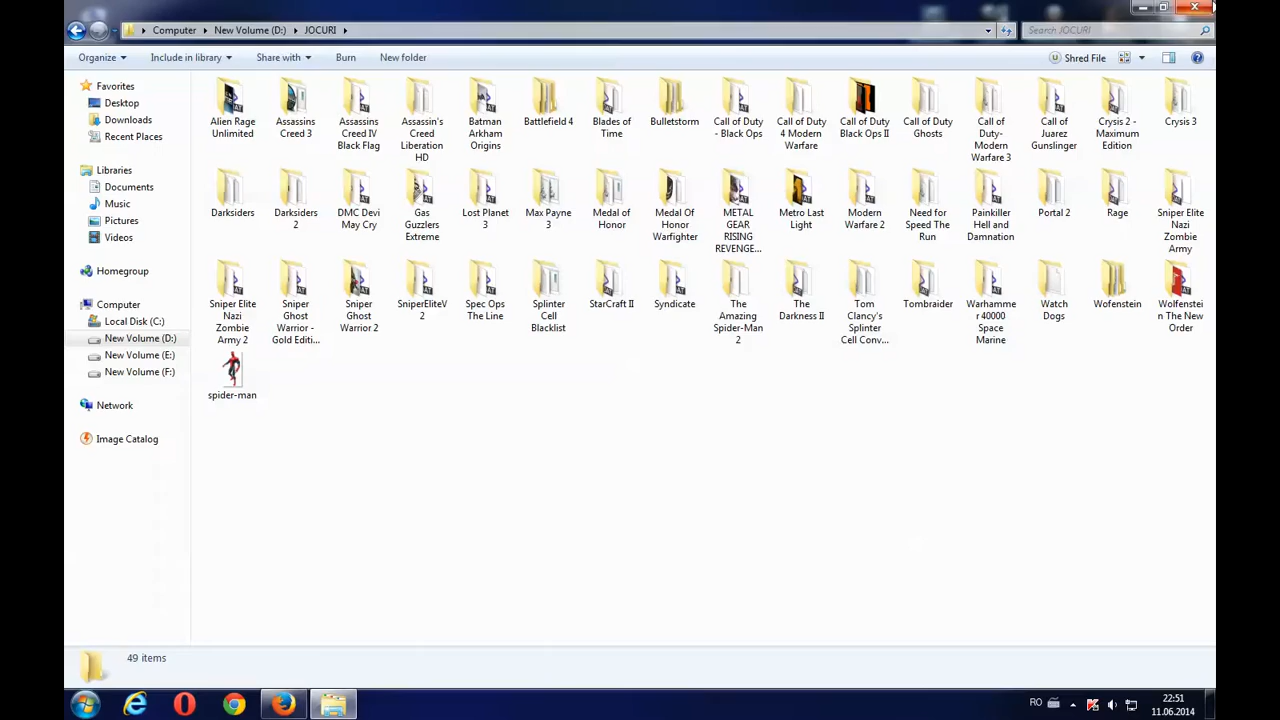 Computer New Volume (D:) JOCURI
Search JOCURI
Organize Include in library Share with Burn New folder Shred File
Favorites
Desktop
Downloads
Recent Places
Libraries
Documents
Music
Pictures
Videos
Homegroup
Computer
Local Disk (C:)
New Volume (D:)
New Volume (E:)
New Volume (F:)
Network
Image Catalog
Alien Rage
Unlimited
Assassins
Creed 3
Assassins
Creed IV
Black Flag
Assassin's
Creed
Liberation
HD
Batman
Arkham
Origins
Battlefield 4
Blades of
Time
Bulletstorm
Call of Duty
- Black Ops
Call of Duty
4 Modern
Warfare
Call of Duty
Black Ops II
Call of Duty
Ghosts
Call of
Duty-
Modern
Warfare 3
Call of
Juarez
Gunslinger
Crysis 2 -
Maximum
Edition
Crysis 3
Darksiders
Darksiders
2
DMC Devi
May Cry
Gas
Guzzlers
Extreme
Lost Planet
3
Max Payne
3
Medal of
Honor
Medal Of
Honor
Warfighter
METAL
GEAR
RISING
REVENGE...
Metro Last
Light
Modern
Warfare 2
Need for
Speed The
Run
Painkiller
Hell and
Damnation
Portal 2
Rage
Sniper Elite
Nazi
Zombie
Army
Sniper Elite
Nazi
Zombie
Army 2
Sniper
Ghost
Warrior -
Gold Editi...
Sniper
Ghost
Warrior 2
SniperEliteV
2
Spec Ops
The Line
Splinter
Cell
Blacklist
StarCraft II
Syndicate
The
Amazing
Spider-Man
2
The
Darkness II
Tom
Clancy's
Splinter
Cell Conv...
Tombraider
Warhamme
r 40000
Space
Marine
Watch
Dogs
Wofenstein
Wolfenstei
n The New
Order
spider-man
49 items
RO
22:51
11.06.2014